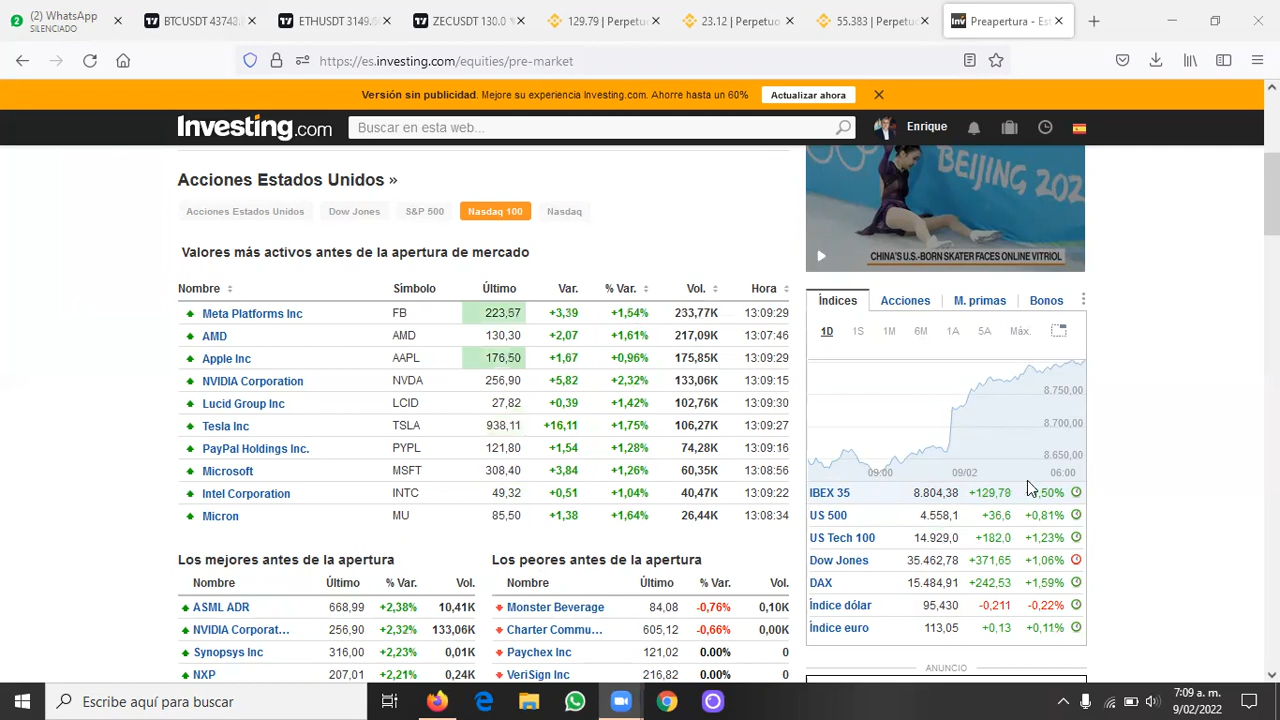 (2) WhatsApp
SILENCIADO
BTCUSDT 43743
ETHUSDT 3149.
ZECUSDT 130.0
129.79 | Perpetuo
23.12 | Perpetuo
55.383 | Perpetuo
Preapertura - Est
https://es.investing.com/equities/pre-market
Versión sin publicidad. Mejore su experiencia Investing.com. Ahorre hasta un 60%
Actualizar ahora
Investing.com
Buscar en esta web...
Enrique
Acciones Estados Unidos »
Acciones Estados Unidos Dow Jones S&P 500 Nasdaq 100 Nasdaq
Valores más activos antes de la apertura de mercado
Nombre Símbolo Último Var. % Var. Vol. Hora
Meta Platforms Inc FB 223,57 +3,39 +1,54% 233,77K 13:09:29
AMD AMD 130,30 +2,07 +1,61% 217,09K 13:07:46
Apple Inc AAPL 176,50 +1,67 +0,96% 175,85K 13:09:29
NVIDIA Corporation NVDA 256,90 +5,82 +2,32% 133,06K 13:09:15
Lucid Group Inc LCID 27,82 +0,39 +1,42% 102,76K 13:09:30
Tesla Inc TSLA 938,11 +16,11 +1,75% 106,27K 13:09:27
PayPal Holdings Inc. PYPL 121,80 +1,54 +1,28% 74,28K 13:09:16
Microsoft MSFT 308,40 +3,84 +1,26% 60,35K 13:08:56
Intel Corporation INTC 49,32 +0,51 +1,04% 40,47K 13:09:22
Micron MU 85,50 +1,38 +1,64% 26,44K 13:08:34
Los mejores antes de la apertura
Nombre Último % Var. Vol.
ASML ADR 668,99 +2,38% 10,41K
NVIDIA Corporat... 256,90 +2,32% 133,06K
Synopsys Inc 316,00 +2,23% 0,01K
NXP 207,01 +2,21% 0,24K
Los peores antes de la apertura
Nombre Último % Var. Vol.
Monster Beverage 84,08 -0,76% 0,10K
Charter Commu... 605,12 -0,66% 0,00K
Paychex Inc 121,02 0.00% 0
VeriSign Inc 216,82 0.00% 0
BEIJING 202
CHINA'S U.S.-BORN SKATER FACES ONLINE VITRIOL
Índices Acciones M. primas Bonos
1D 1S 1M 6M 1A 5A Máx.
8.750,00
8.700,00
8.650,00
09:00 09/02 06:00
IBEX 35 8.804,38 +129,78 ,50%
US 500 4.558,1 +36,6 +0,81%
US Tech 100 14.929,0 +182,0 +1,23%
Dow Jones 35.462,78 +371,65 +1,06%
DAX 15.484,91 +242,53 +1,59%
Índice dólar 95,430 -0,211 -0,22%
Índice euro 113,05 +0,13 +0,11%
ANUNCIO
Escribe aquí para buscar
7:09 a. m.
9/02/2022